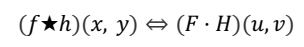 (f★h)(x, y) ⇔ (F · H)(u, v)